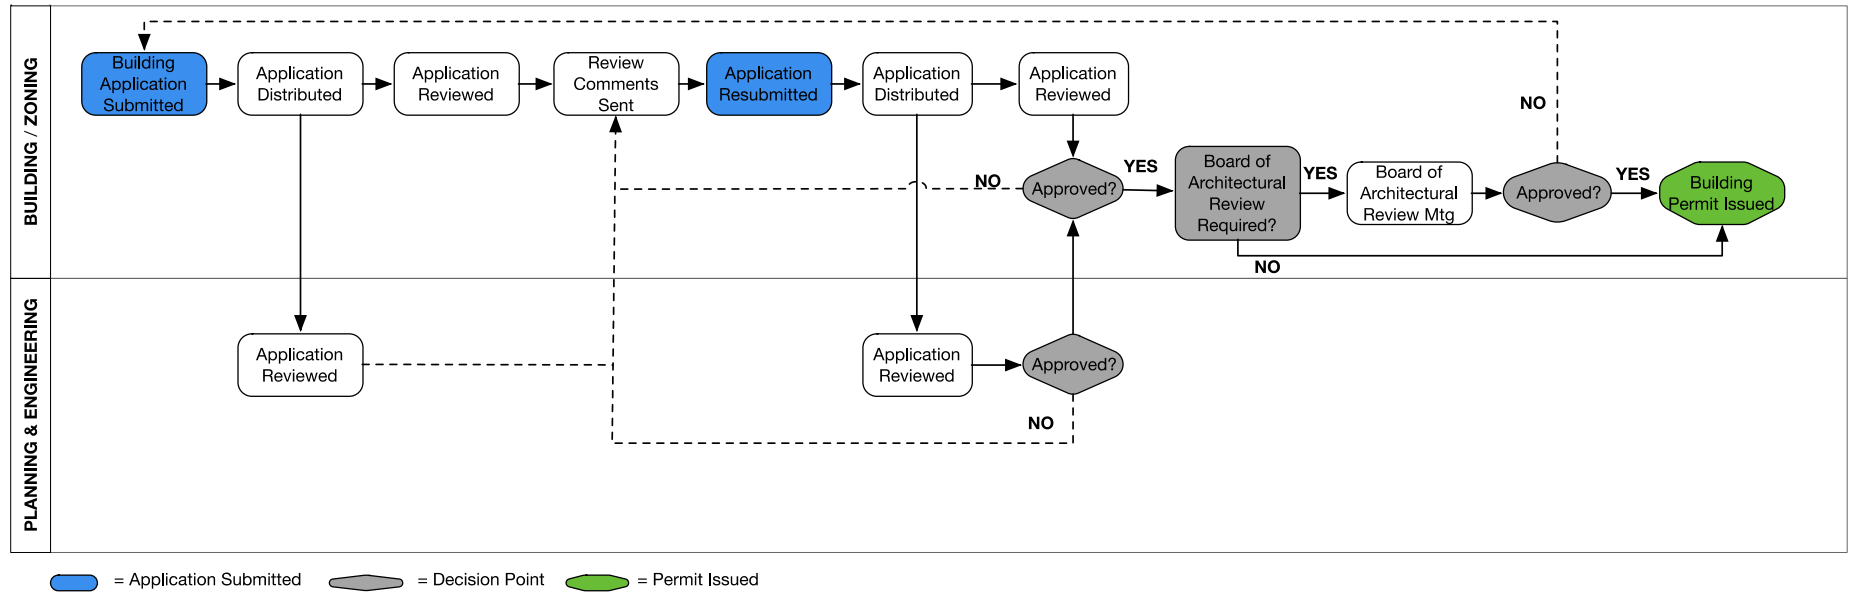 BUILDING / ZONING
Building
Application
Submitted
Application
Distributed
Application
Reviewed
Review
Comments
Sent
Application
Resubmitted
Application
Distributed
Application
Reviewed
NO
Approved?
NO
YES
Board of
Architectural
Review
Required?
YES
Board of
Architectural
Review Mtg
Approved?
YES
Building
Permit Issued
NO
NO
PLANNING & ENGINEERING
Application
Reviewed
Application
Reviewed
Approved?
NO
= Application Submitted
= Decision Point
= Permit Issued